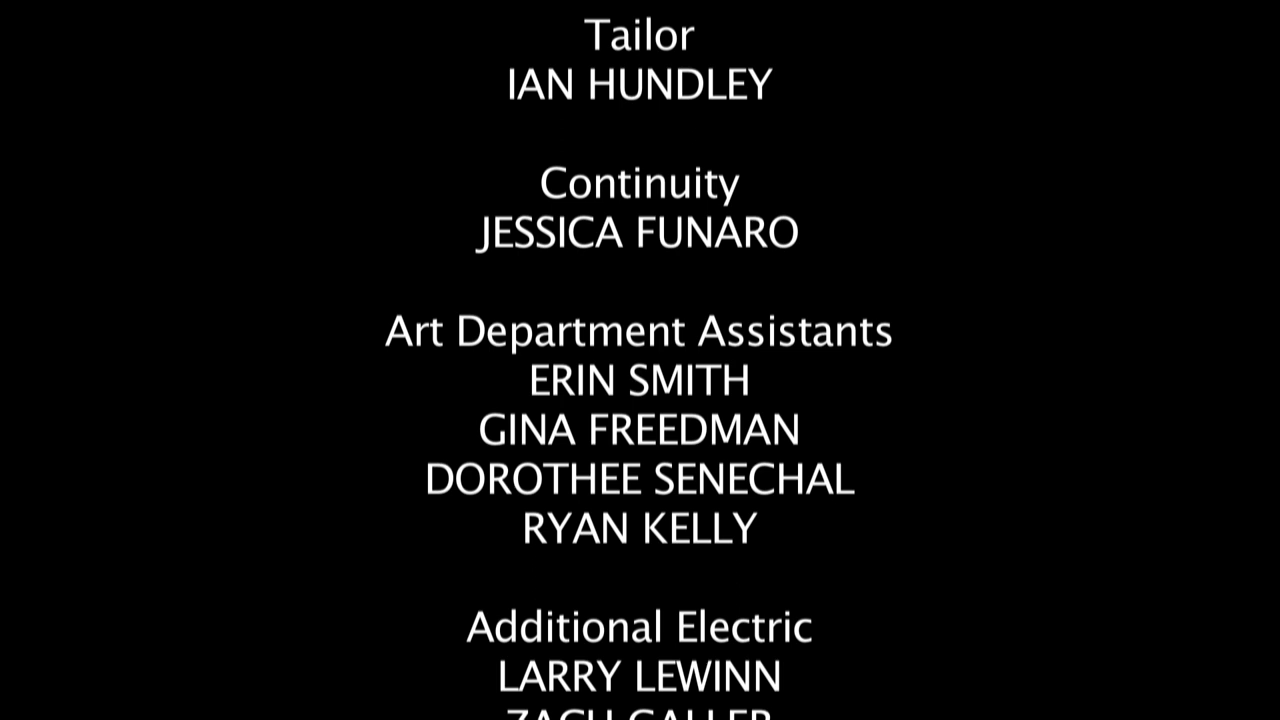 Tailor
IAN HUNDLEY
Continuity
JESSICA FUNARO
Art Department Assistants
ERIN SMITH
GINA FREEDMAN
DOROTHEE SENECHAL
RYAN KELLY
Additional Electric
LARRY LEWINN